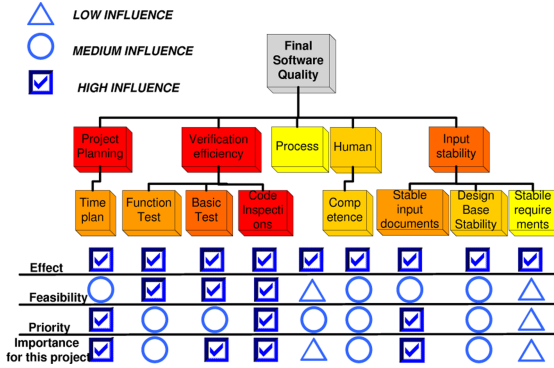 LOW INFLUENCE
MEDIUM INFLUENCE
HIGH INFLUENCE
Final
Software
Quality
Project
Planning
Verification
efficiency
Process
Human
Input
stability
Time
plan
Function
Test
Basic
Test
Code
Inspecti
ons
Comp
etence
Stable
input
documents
Design
Base
Stability
Stabile
require
ments
Effect
Feasibility
Priority
Importance
for this project